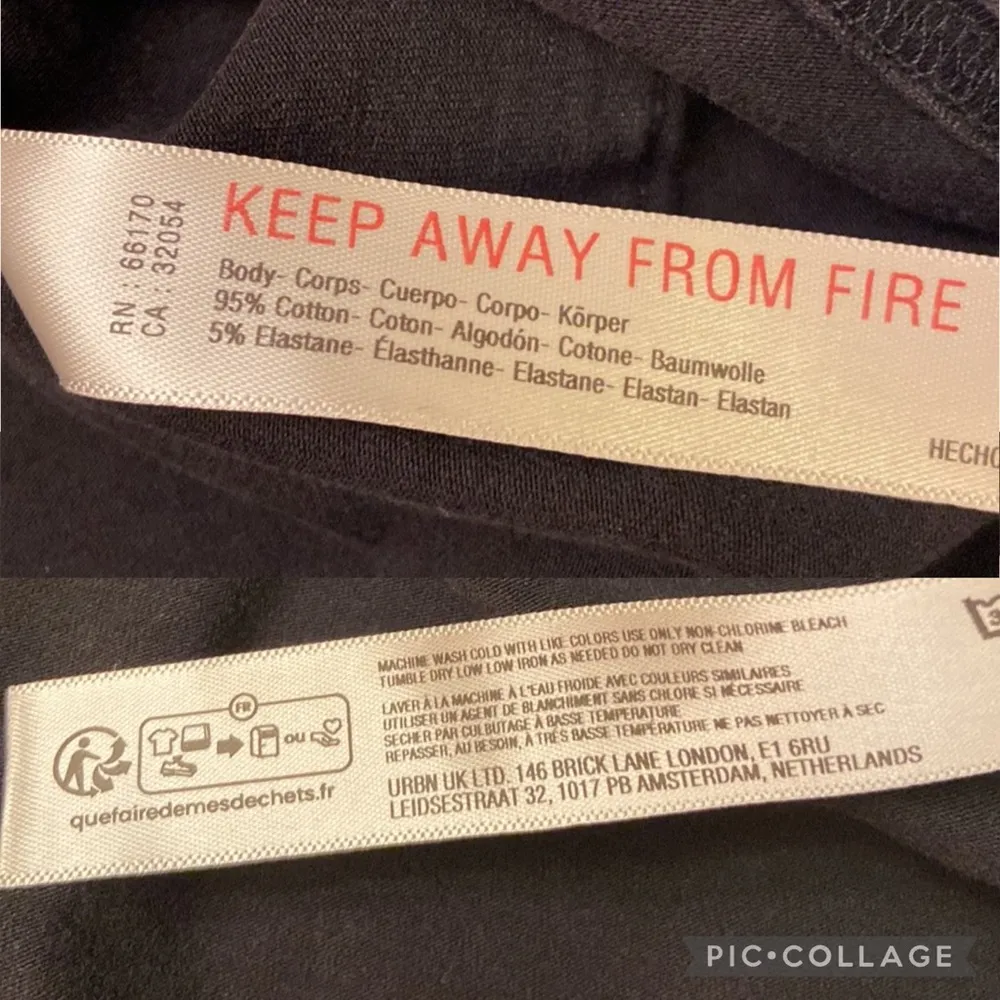 RN : 66170
CA : 32054
KEEP AWAY FROM FIRE
Body- Corps- Cuerpo- Corpo- Körper
95% Cotton- Coton- Algodón- Cotone- Baumwolle
5% Elastane- Élasthanne- Elastane- Elastan- Elastan
HECHO
FR
ou
quefairedemesdechets.fr
MACHINE WASH COLD WITH LIKE COLORS USE ONLY NON-CHLORINE BLEACH
TUMBLE DRY LOW LOW IRON AS NEEDED DO NOT DRY CLEAN
LAVER À LA MACHINE À L'EAU FROIDE AVEC COULEURS SIMILAIRES
UTILISER UN AGENT DE BLANCHIMENT SANS CHLORE SI NÉCESSAIRE
SECHER PAR CULBUTAGE À BASSE TEMPERATURE
REPASSER, AU BESOIN, À TRÉS BASSE TEMPÉRATURE NE PAS NETTOYER À SEC
URBN UK LTD. 146 BRICK LANE LONDON, E1 6RU
LEIDSESTRAAT 32, 1017 PB AMSTERDAM, NETHERLANDS
PIC•COLLAGE